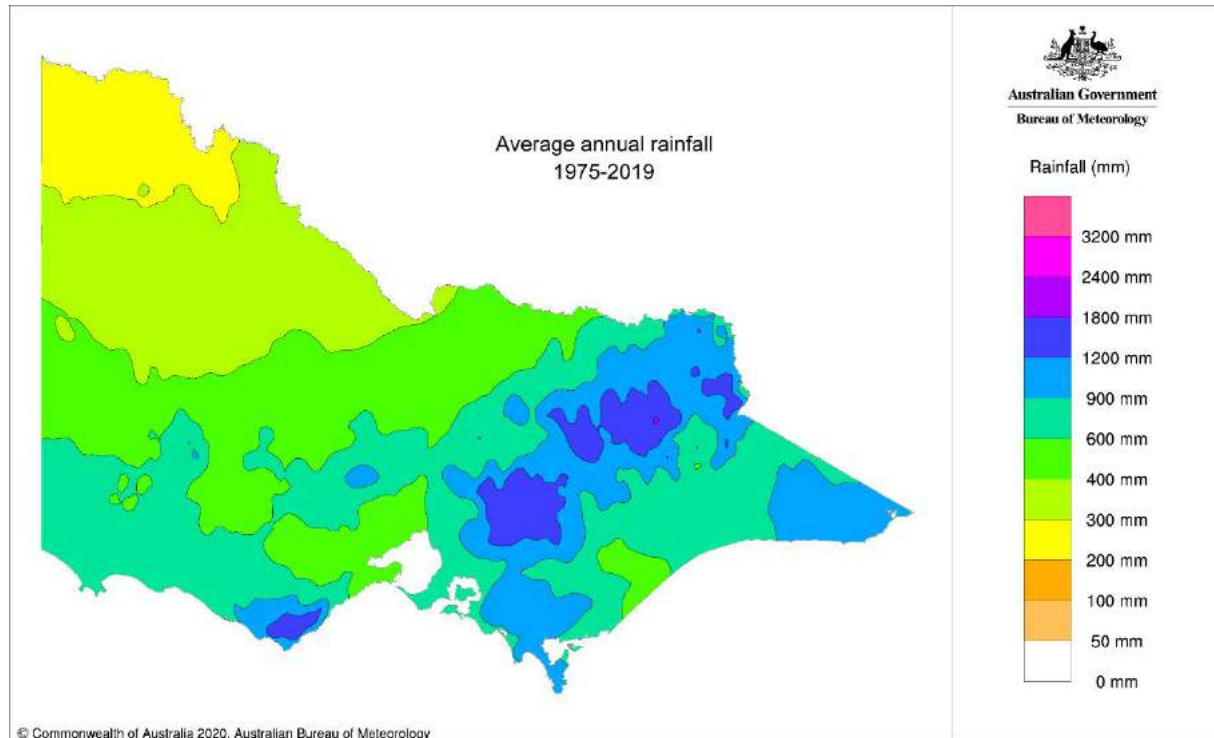 Average annual rainfall
1975-2019
Australian Government
Bureau of Meteorology
Rainfall (mm)
3200 mm
2400 mm
1800 mm
1200 mm
900 mm
600 mm
400 mm
300 mm
200 mm
100 mm
50 mm
0 mm
© Commonwealth of Australia 2020, Australian Bureau of Meteorology